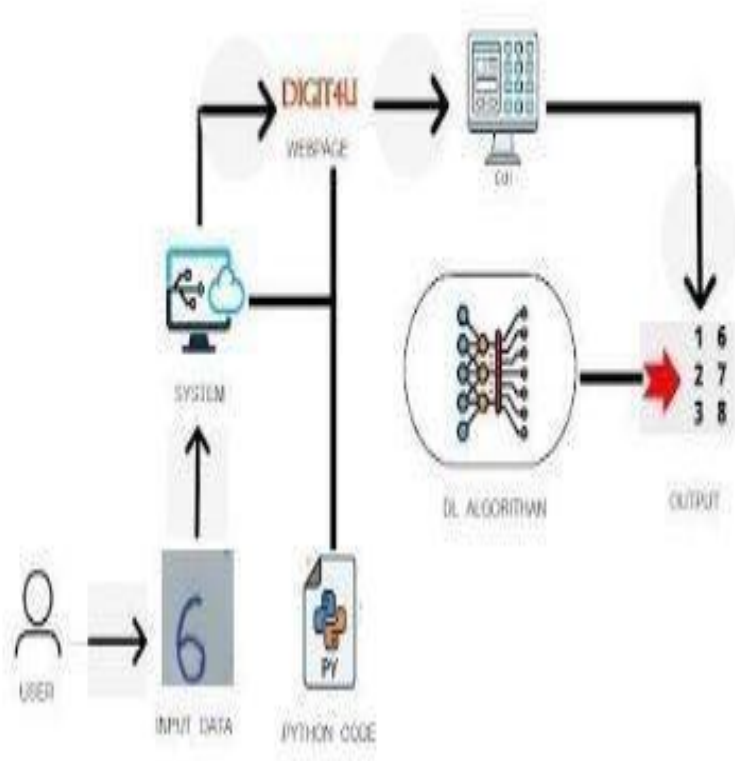 DIGIT4U
WEBPAGE
GUI
SYSTEM
1 6
2 7
3 8
DL ALGORITHAN
OUTPUT
6
PY
USER
INPUT DATA
PYTHON CODE